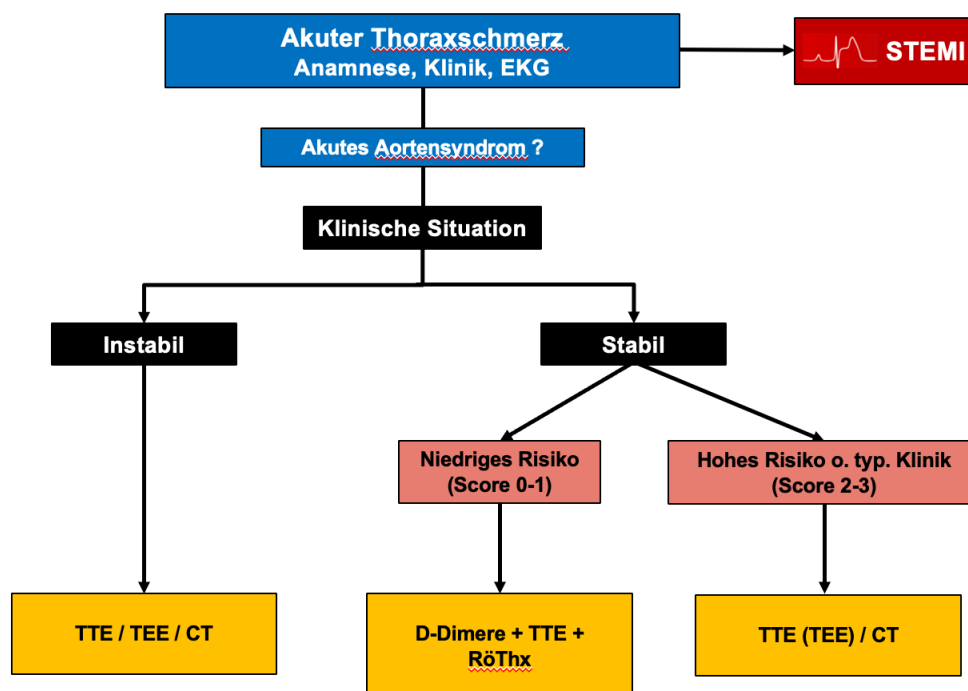 Akuter Thoraxschmerz
Anamnese, Klinik, EKG
STEMI
Akutes Aortensyndrom ?
Klinische Situation
Instabil
Stabil
Niedriges Risiko
(Score 0-1)
Hohes Risiko o. typ. Klinik
(Score 2-3)
TTE / TEE / CT
D-Dimere + TTE +
RöThx
TTE (TEE) / CT